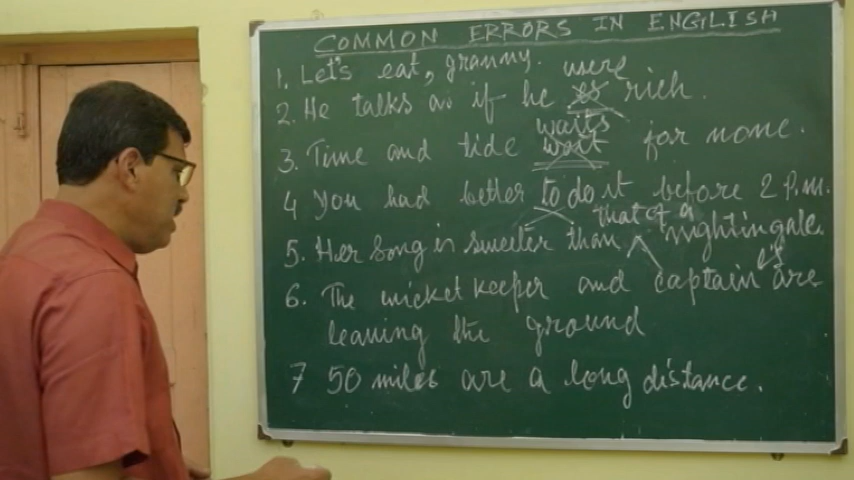 COMMON ERRORS IN ENGLISH
1. Let's eat, granny.
were
2. He talks as if he is rich.
waits
3. Time and tide wait for none.
4 You had better to do it before 2 P.M.
that of a
5. Her song is sweeter than nightingale.
is
6. The wicket keeper and captain are
leaving the ground
7 50 miles are a long distance.